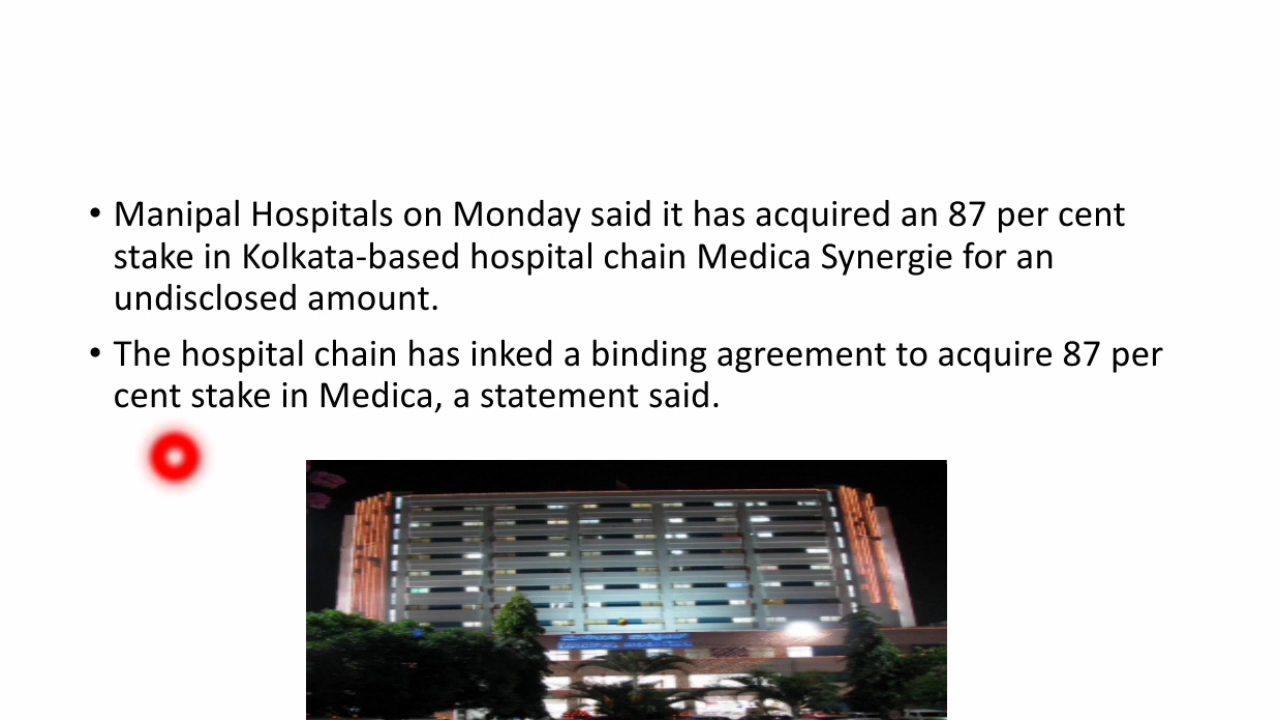 • Manipal Hospitals on Monday said it has acquired an 87 per cent
stake in Kolkata-based hospital chain Medica Synergie for an
undisclosed amount.
• The hospital chain has inked a binding agreement to acquire 87 per
cent stake in Medica, a statement said.